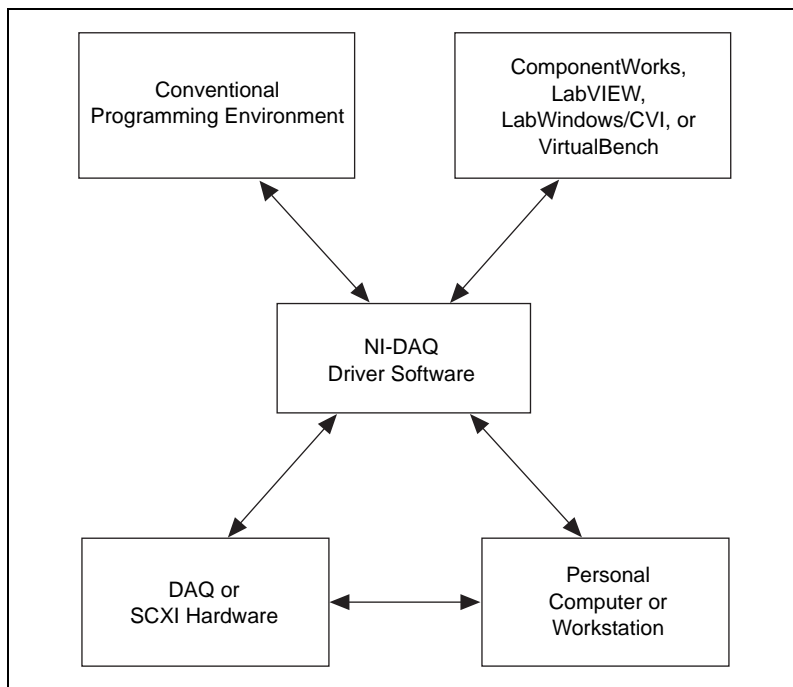 Conventional
Programming Environment
ComponentWorks,
LabVIEW,
LabWindows/CVI, or
VirtualBench
NI-DAQ
Driver Software
DAQ or
SCXI Hardware
Personal
Computer or
Workstation